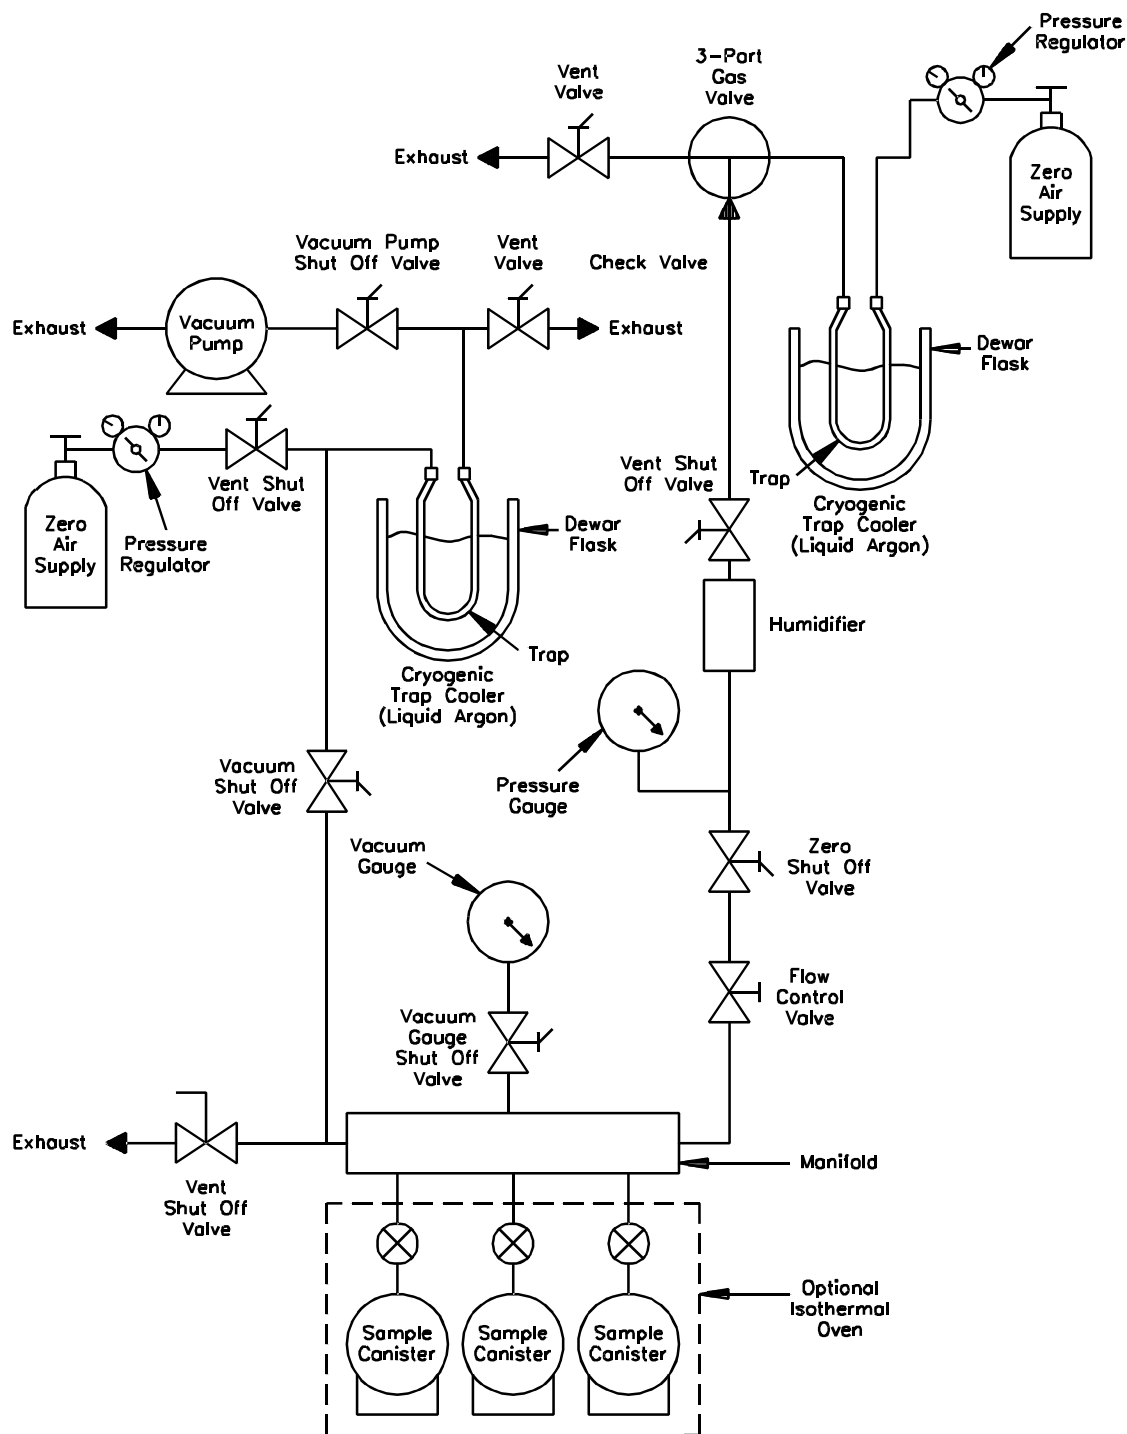 Pressure
Regulator
3-Part
Gas
Valve
Vent
Valve
Exhaust
Zero
Air
Supply
Vacuum Pump
Shut Off Valve
Vent
Valve
Check Valve
Exhaust
Vacuum
Pump
Exhaust
Dewar
Flask
Trap
Cryogenic
Trap Cooler
(Liquid Argon)
Vent Shut
Off Valve
Vent Shut
Off Valve
Zero
Air
Supply
Pressure
Regulator
Dewar
Flask
Trap
Cryogenic
Trap Cooler
(Liquid Argon)
Humidifier
Pressure
Gauge
Vacuum
Shut Off
Valve
Vacuum
Gauge
Zero
Shut Off
Valve
Flow
Control
Valve
Vacuum
Gauge
Shut Off
Valve
Exhaust
Vent
Shut Off
Valve
Manifold
Optional
Isothermal
Oven
Sample
Canister
Sample
Canister
Sample
Canister